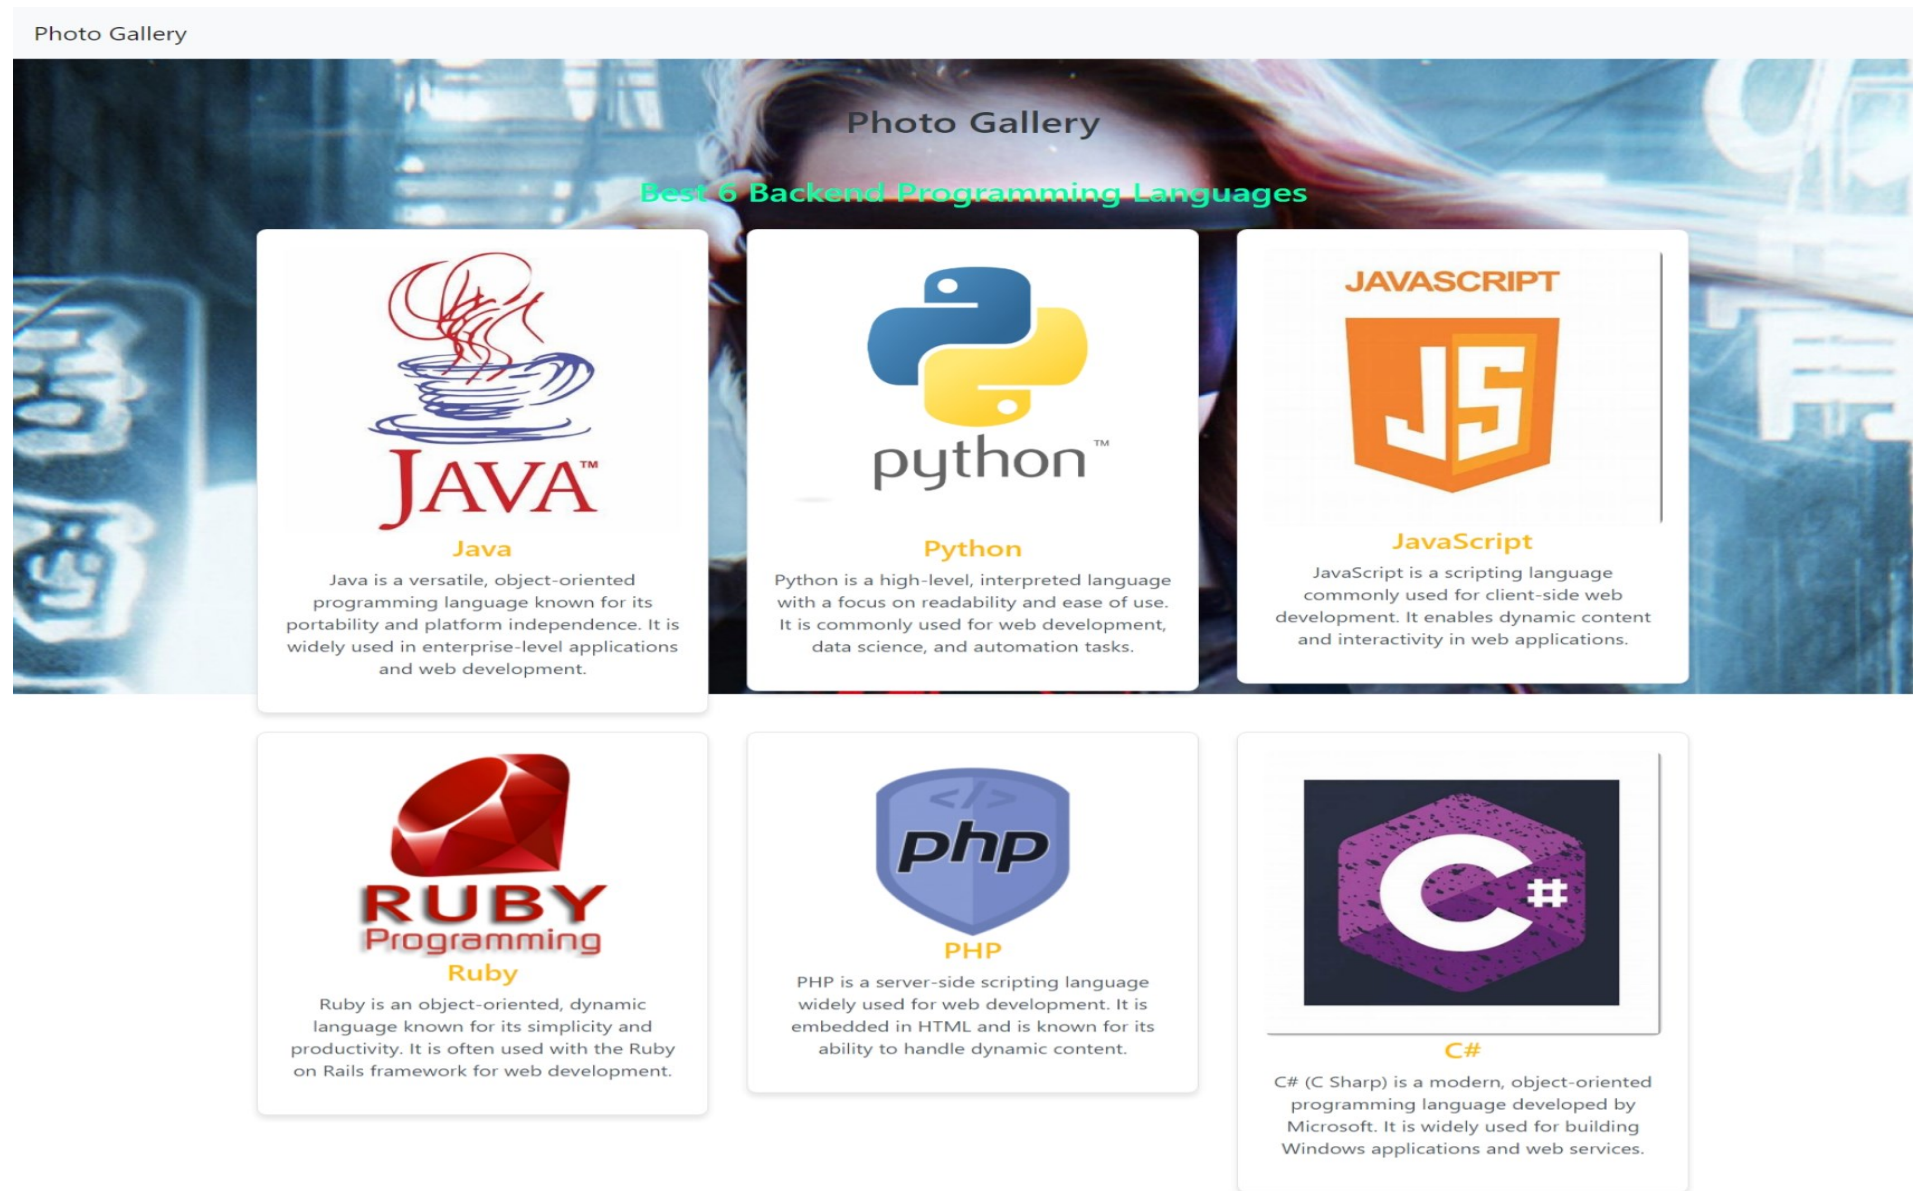 Photo Gallery
Photo Gallery
Best 6 Backend Programming Languages
JAVA™
Java
Java is a versatile, object-oriented
programming language known for its
portability and platform independence. It is
widely used in enterprise-level applications
and web development.
python™
Python
Python is a high-level, interpreted language
with a focus on readability and ease of use.
It is commonly used for web development,
data science, and automation tasks.
JAVASCRIPT
JS
JavaScript
JavaScript is a scripting language
commonly used for client-side web
development. It enables dynamic content
and interactivity in web applications.
RUBY
Programming
Ruby
Ruby is an object-oriented, dynamic
language known for its simplicity and
productivity. It is often used with the Ruby
on Rails framework for web development.
</>
php
PHP
PHP is a server-side scripting language
widely used for web development. It is
embedded in HTML and is known for its
ability to handle dynamic content.
C#
C#
C# (C Sharp) is a modern, object-oriented
programming language developed by
Microsoft. It is widely used for building
Windows applications and web services.